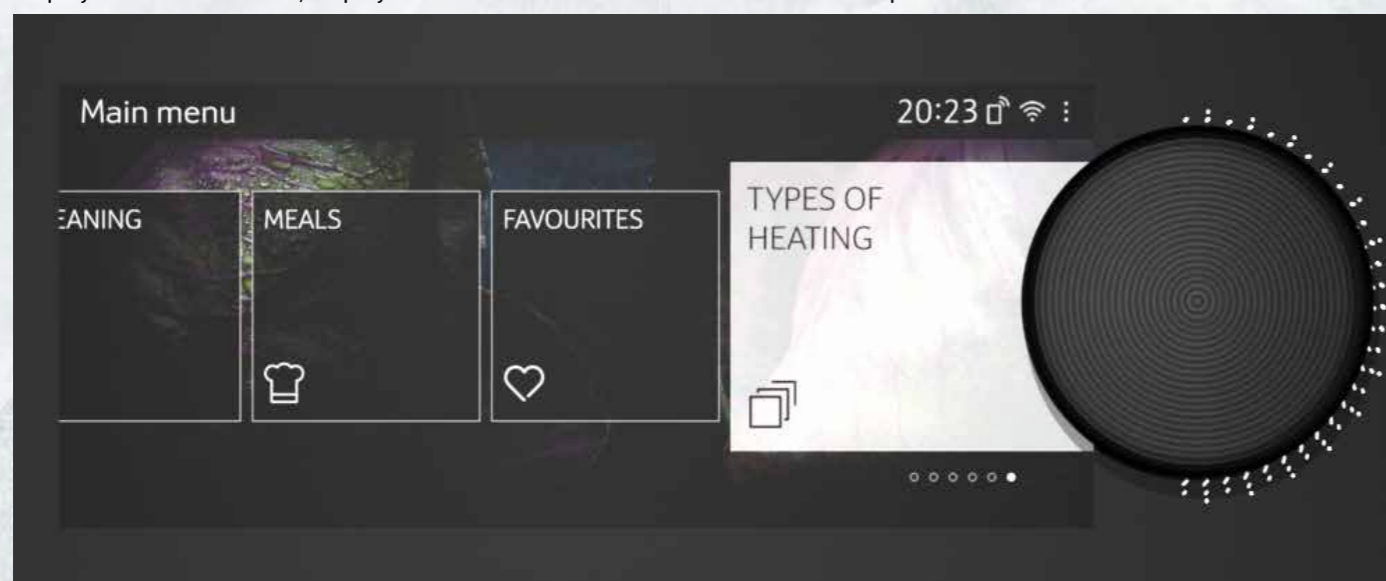 Main menu
20:23
EANING
MEALS
FAVOURITES
TYPES OF
HEATING